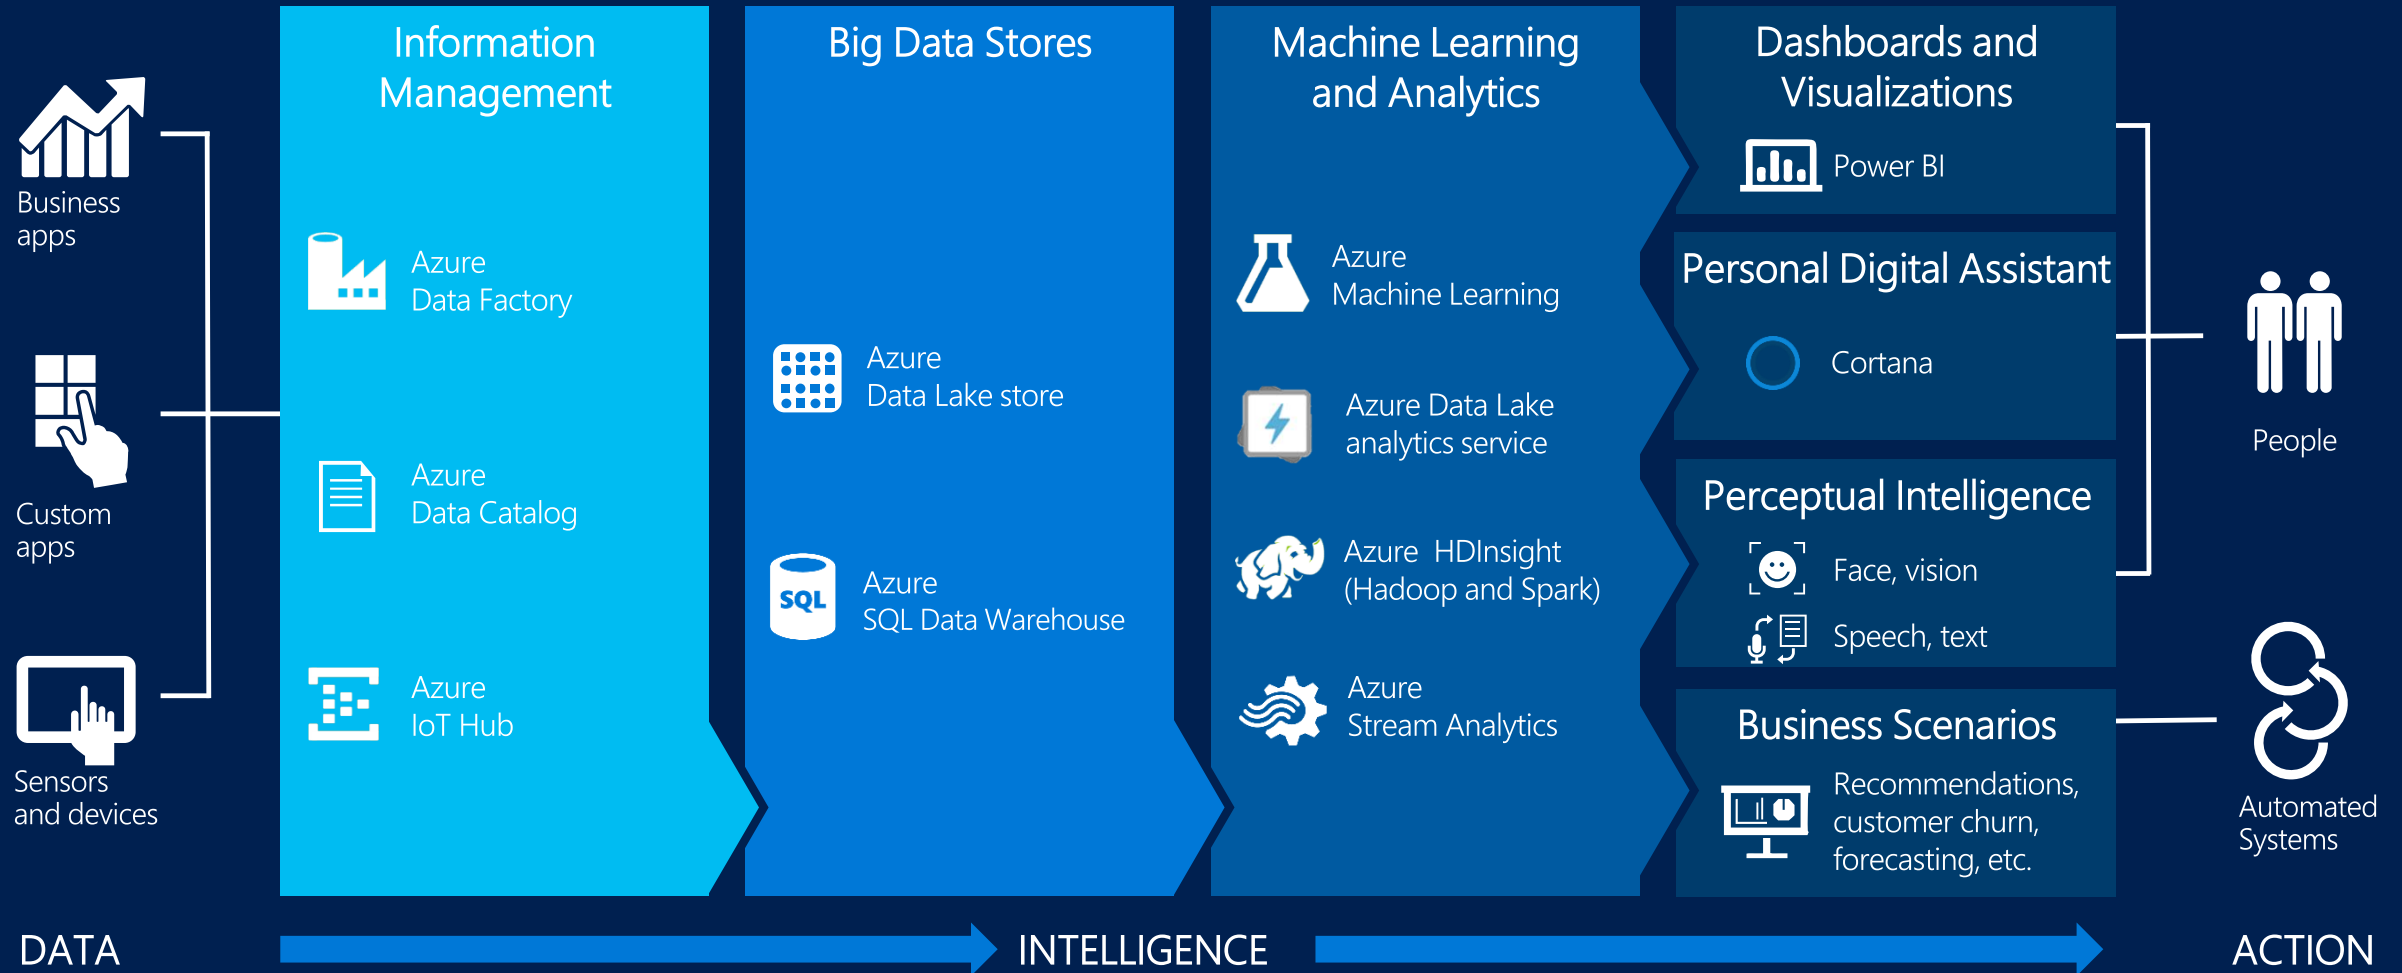 Business
apps
Custom
apps
Sensors
and devices
Information
Management
Azure
Data Factory
Azure
Data Catalog
Azure
IoT Hub
Big Data Stores
Azure
Data Lake store
SQL
Azure
SQL Data Warehouse
Machine Learning
and Analytics
Azure
Machine Learning
Azure Data Lake
analytics service
Azure HDInsight
(Hadoop and Spark)
Azure
Stream Analytics
Dashboards and
Visualizations
Power BI
Personal Digital Assistant
Cortana
Perceptual Intelligence
Face, vision
Speech, text
Business Scenarios
Recommendations,
customer churn,
forecasting, etc.
People
Automated
Systems
DATA
INTELLIGENCE
ACTION